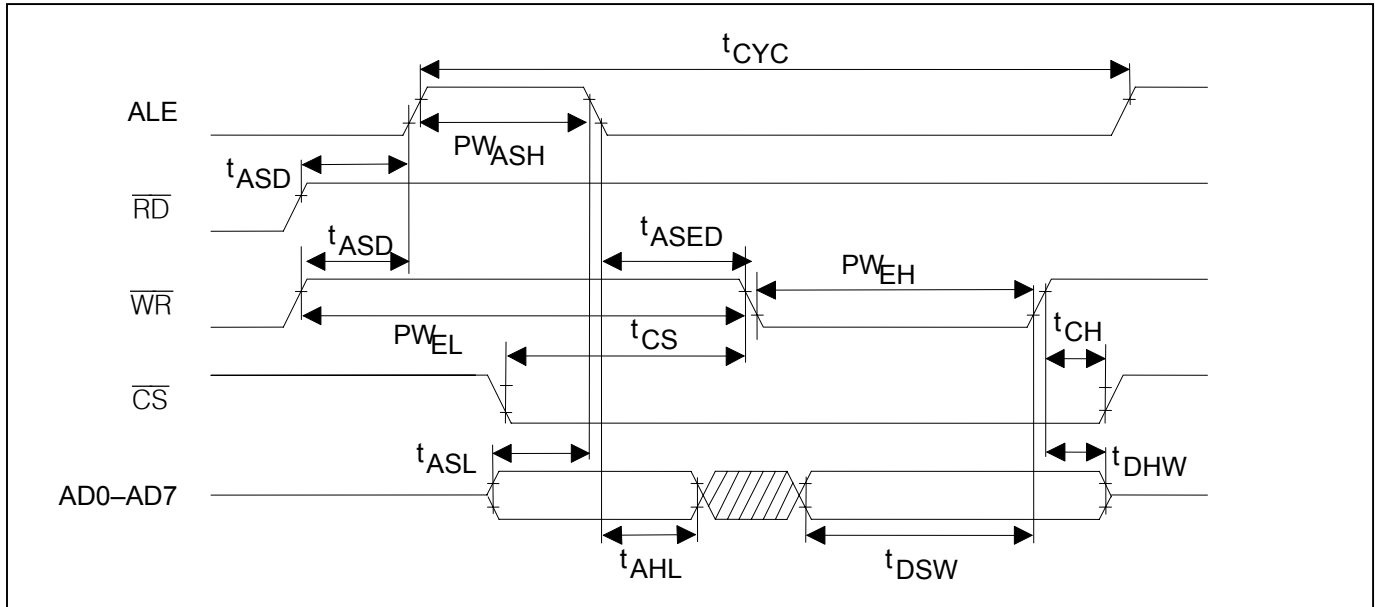 tCYC
ALE
PWASH
tASD
RD
tASD
tASED
PWEH
WR
PWEL
tCS
tCH
CS
tASL
tDHW
AD0–AD7
tAHL
tDSW